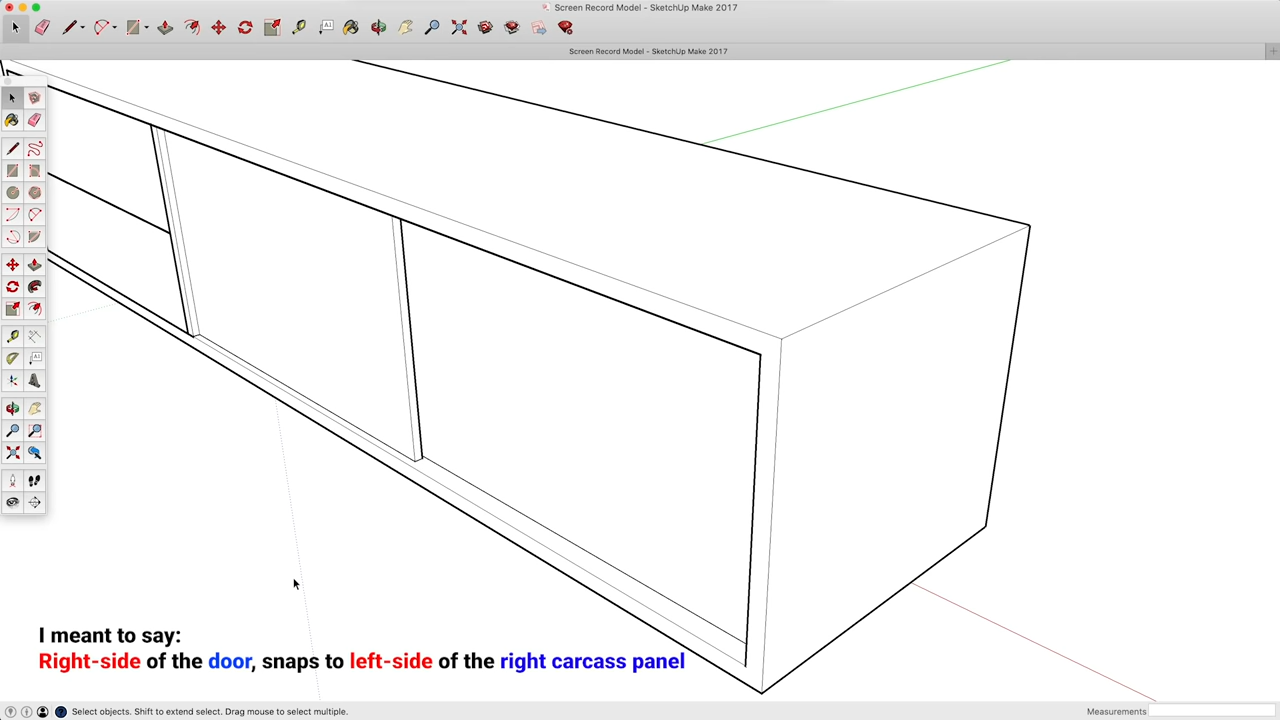 Screen Record Model - SketchUp Make 2017
Screen Record Model - SketchUp Make 2017
I meant to say:
Right-side of the door, snaps to left-side of the right carcass panel
Select objects. Shift to extend select. Drag mouse to select multiple.
Measurements